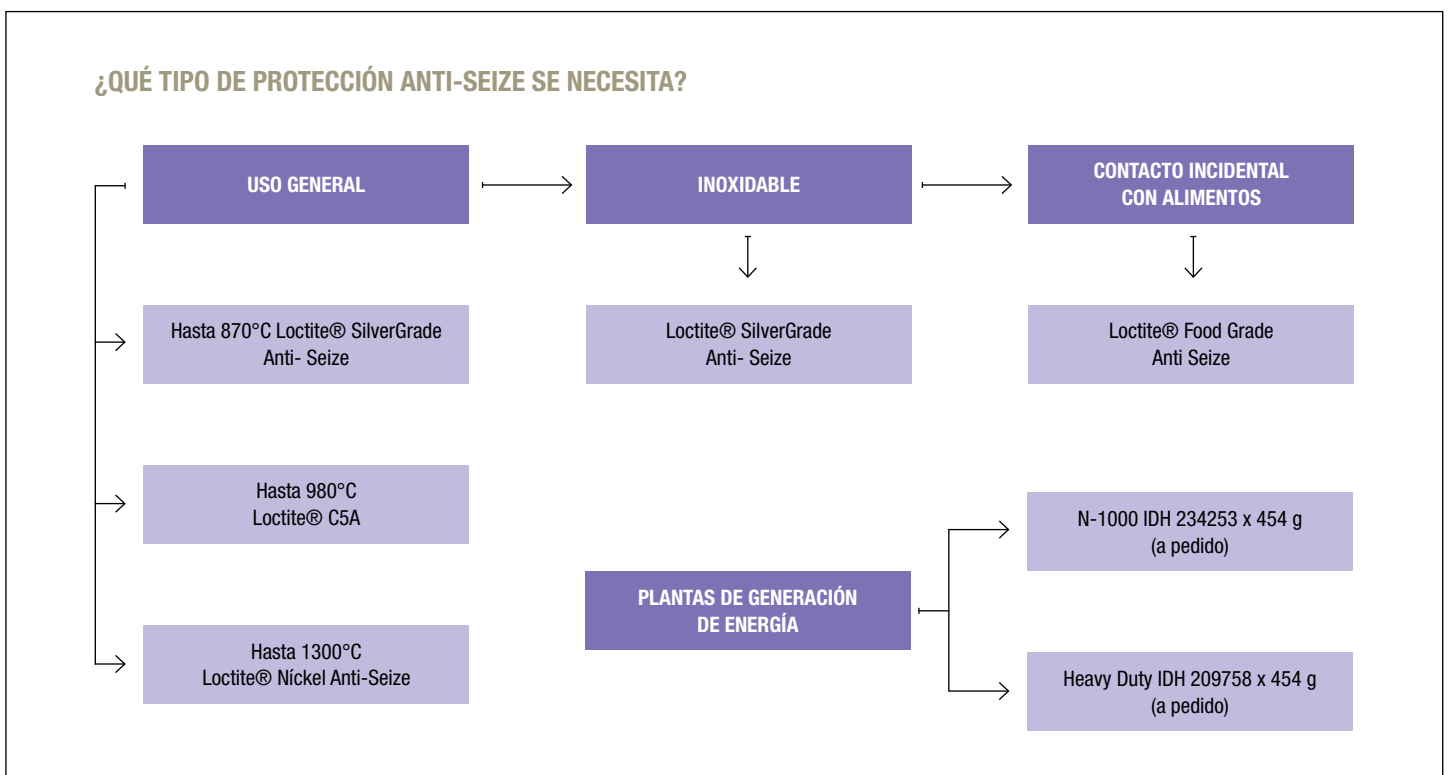 ¿QUÉ TIPO DE PROTECCIÓN ANTI-SEIZE SE NECESITA?
USO GENERAL
INOXIDABLE
CONTACTO INCIDENTAL
CON ALIMENTOS
Hasta 870°C Loctite® SilverGrade
Anti- Seize
Loctite® SilverGrade
Anti- Seize
Loctite® Food Grade
Anti Seize
Hasta 980°C
Loctite® C5A
N-1000 IDH 234253 x 454 g
(a pedido)
PLANTAS DE GENERACIÓN
DE ENERGÍA
Hasta 1300°C
Loctite® Níckel Anti-Seize
Heavy Duty IDH 209758 x 454 g
(a pedido)